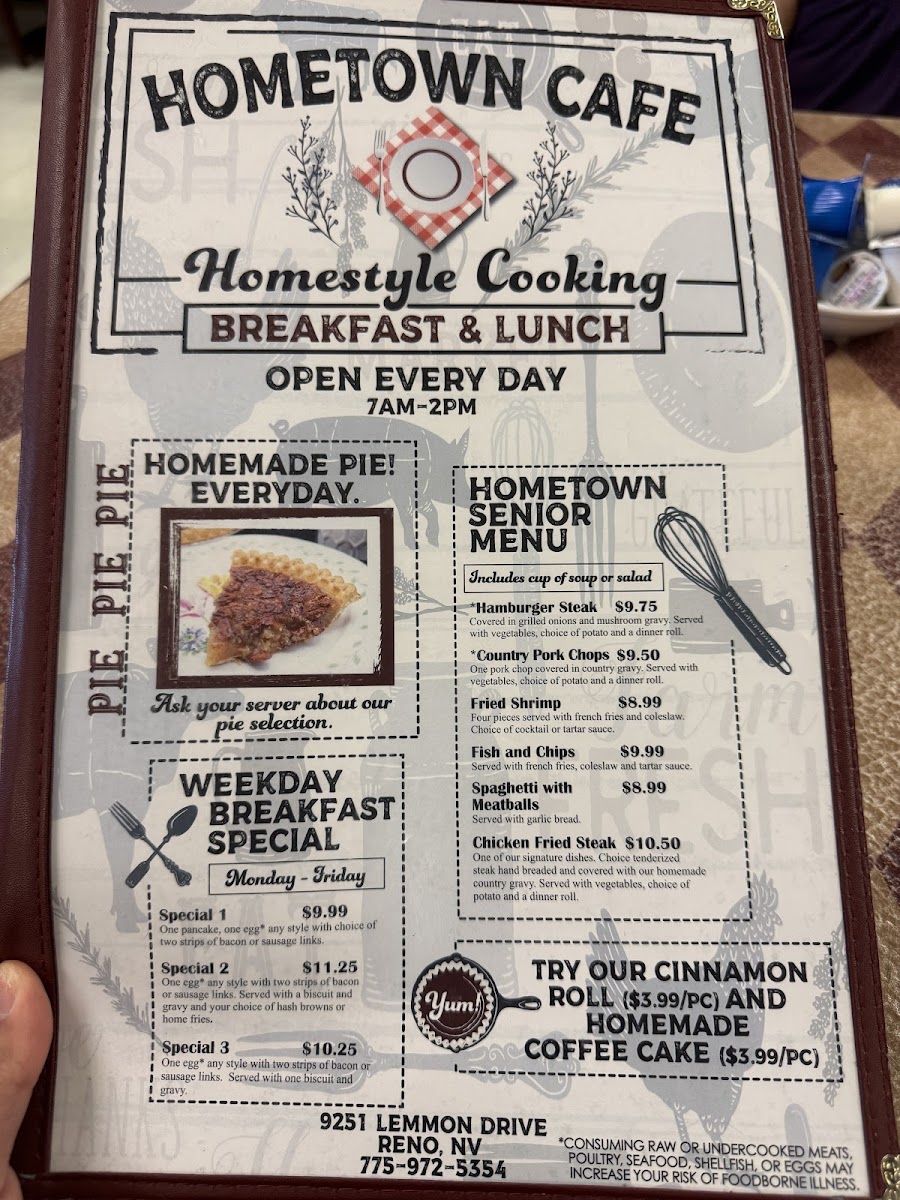 HOMETOWN CAFE
Homestyle Cooking
BREAKFAST & LUNCH
OPEN EVERY DAY
7AM-2PM
PIE PIE PIE
HOMEMADE PIE!
EVERYDAY.
Ask your server about our
pie selection.
WEEKDAY
BREAKFAST
SPECIAL
Monday - Friday
Special 1 $9.99
One pancake, one egg* any style with choice of
two strips of bacon or sausage links.
Special 2 $11.25
One egg* any style with two strips of bacon
or sausage links. Served with a biscuit and
gravy and your choice of hash browns or
home fries.
Special 3 $10.25
One egg* any style with two strips of bacon or
sausage links. Served with one biscuit and
gravy.
HOMETOWN
SENIOR
MENU
Includes cup of soup or salad
*Hamburger Steak $9.75
Covered in grilled onions and mushroom gravy. Served
with vegetables, choice of potato and a dinner roll.
*Country Pork Chops $9.50
One pork chop covered in country gravy. Served with
vegetables, choice of potato and a dinner roll.
Fried Shrimp $8.99
Four pieces served with french fries and coleslaw.
Choice of cocktail or tartar sauce.
Fish and Chips $9.99
Served with french fries, coleslaw and tartar sauce.
Spaghetti with $8.99
Meatballs
Served with garlic bread.
Chicken Fried Steak $10.50
One of our signature dishes. Choice tenderized
steak hand breaded and covered with our homemade
country gravy. Served with vegetables, choice of
potato and a dinner roll.
Yum!
TRY OUR CINNAMON
ROLL ($3.99/PC) AND
HOMEMADE
COFFEE CAKE ($3.99/PC)
9251 LEMMON DRIVE
RENO, NV
775-972-5354
*CONSUMING RAW OR UNDERCOOKED MEATS,
POULTRY, SEAFOOD, SHELLFISH, OR EGGS MAY
INCREASE YOUR RISK OF FOODBORNE ILLNESS.